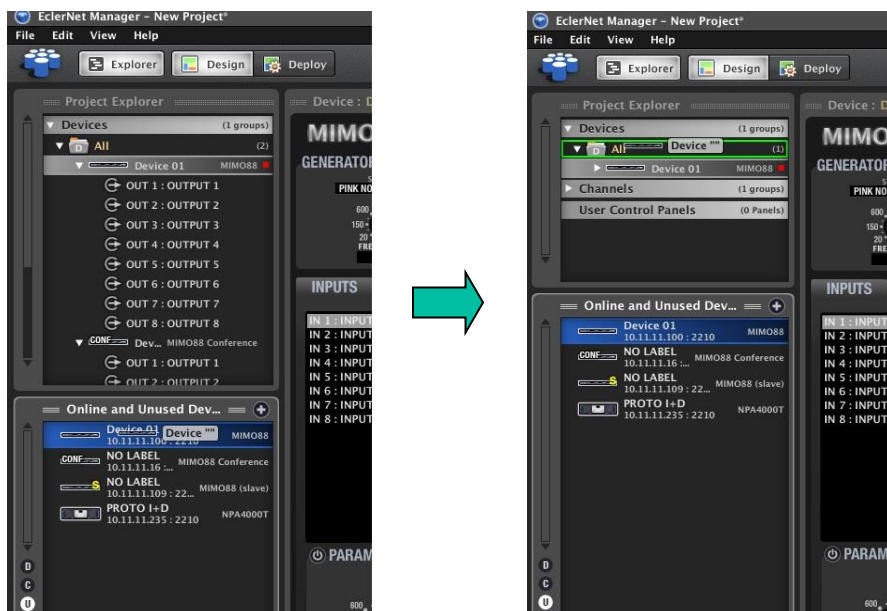 EclerNet Manager – New Project*
File Edit View Help
Explorer Design Deploy
Project Explorer
Devices (1 groups)
All (2)
Device 01 MIMO88
OUT 1 : OUTPUT 1
OUT 2 : OUTPUT 2
OUT 3 : OUTPUT 3
OUT 4 : OUTPUT 4
OUT 5 : OUTPUT 5
OUT 6 : OUTPUT 6
OUT 7 : OUTPUT 7
OUT 8 : OUTPUT 8
CONF Dev... MIMO88 Conference
OUT 1 : OUTPUT 1
OUT 2 : OUTPUT 2
Online and Unused Dev...
Device 01 Device "" MIMO88
10.11.11.100 : 2210
CONF NO LABEL MIMO88 Conference
10.11.11.16 :...
S NO LABEL MIMO88 (slave)
10.11.11.109 : 22...
PROTO I+D NPA4000T
10.11.11.235 : 2210
D
C
U
Device :
MIMO
GENERATOR
PINK NO
600
150
20
FRE
INPUTS
IN 1 : INPUT
IN 2 : INPUT
IN 3 : INPUT
IN 4 : INPUT
IN 5 : INPUT
IN 6 : INPUT
IN 7 : INPUT
IN 8 : INPUT
PARAM
600
EclerNet Manager – New Project*
File Edit View Help
Explorer Design Deploy
Project Explorer
Devices (1 groups)
All Device "" (1)
Device 01 MIMO88
Channels (1 groups)
User Control Panels (0 Panels)
Online and Unused Dev...
Device 01 MIMO88
10.11.11.100 : 2210
CONF NO LABEL MIMO88 Conference
10.11.11.16 :...
S NO LABEL MIMO88 (slave)
10.11.11.109 : 22...
PROTO I+D NPA4000T
10.11.11.235 : 2210
D
C
U
Device : D
MIMO
GENERATOR
PINK NO
600
150
20
FRE
INPUTS
IN 1 : INPUT
IN 2 : INPUT
IN 3 : INPUT
IN 4 : INPUT
IN 5 : INPUT
IN 6 : INPUT
IN 7 : INPUT
IN 8 : INPUT
PARAM
600